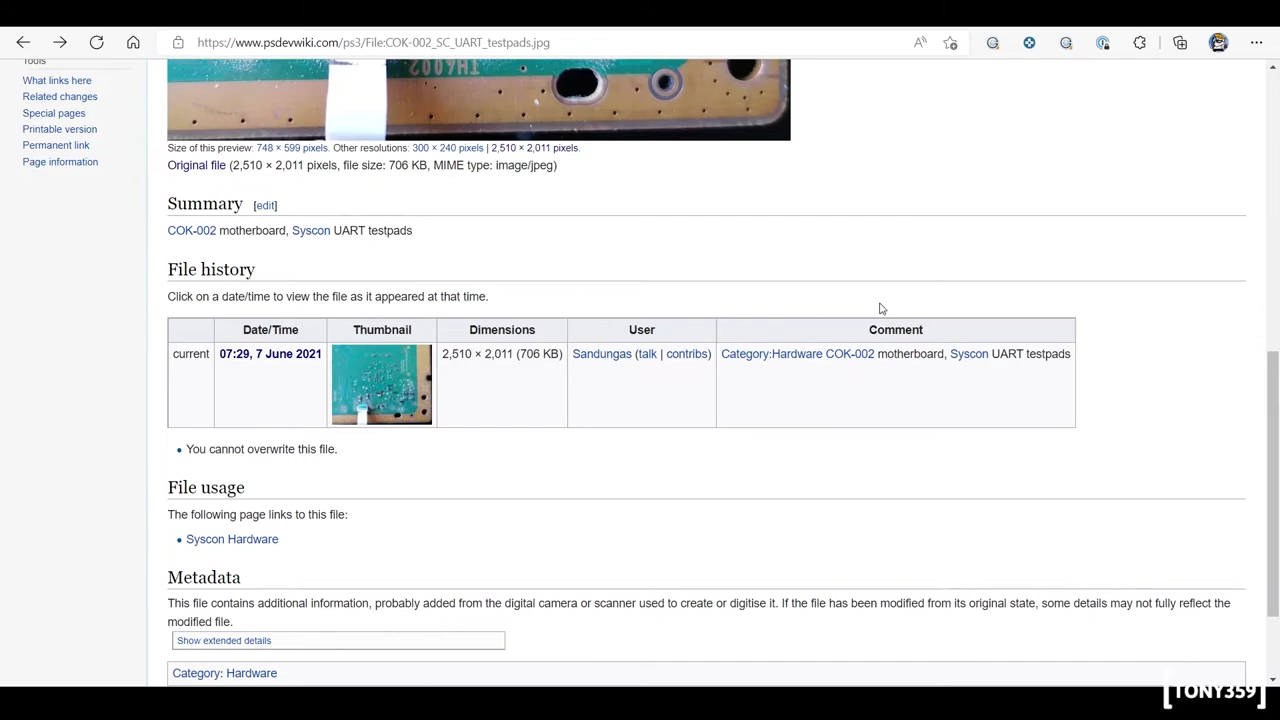 https://www.psdevwiki.com/ps3/File:COK-002_SC_UART_testpads.jpg
Tools
What links here
Related changes
Special pages
Printable version
Permanent link
Page information
TH6002
Size of this preview: 748 × 599 pixels. Other resolutions: 300 × 240 pixels | 2,510 × 2,011 pixels.
Original file (2,510 × 2,011 pixels, file size: 706 KB, MIME type: image/jpeg)
Summary [edit]
COK-002 motherboard, Syscon UART testpads
File history
Click on a date/time to view the file as it appeared at that time.
Date/Time Thumbnail Dimensions User Comment
current 07:29, 7 June 2021 2,510 × 2,011 (706 KB) Sandungas (talk | contribs) Category:Hardware COK-002 motherboard, Syscon UART testpads
• You cannot overwrite this file.
File usage
The following page links to this file:
• Syscon Hardware
Metadata
This file contains additional information, probably added from the digital camera or scanner used to create or digitise it. If the file has been modified from its original state, some details may not fully reflect the
modified file.
Show extended details
Category: Hardware
[TONY359]